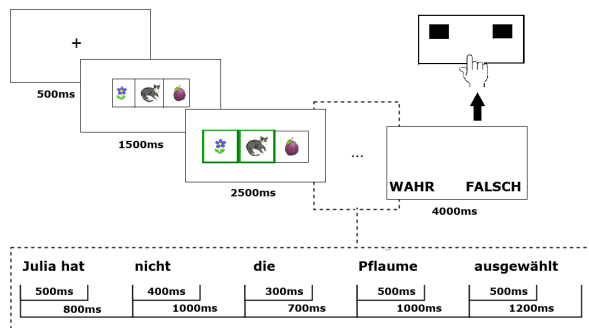 +
500ms
1500ms
2500ms
...
WAHR FALSCH
4000ms
Julia hat nicht die Pflaume ausgewählt
500ms 400ms 300ms 500ms 500ms
800ms 1000ms 700ms 1000ms 1200ms